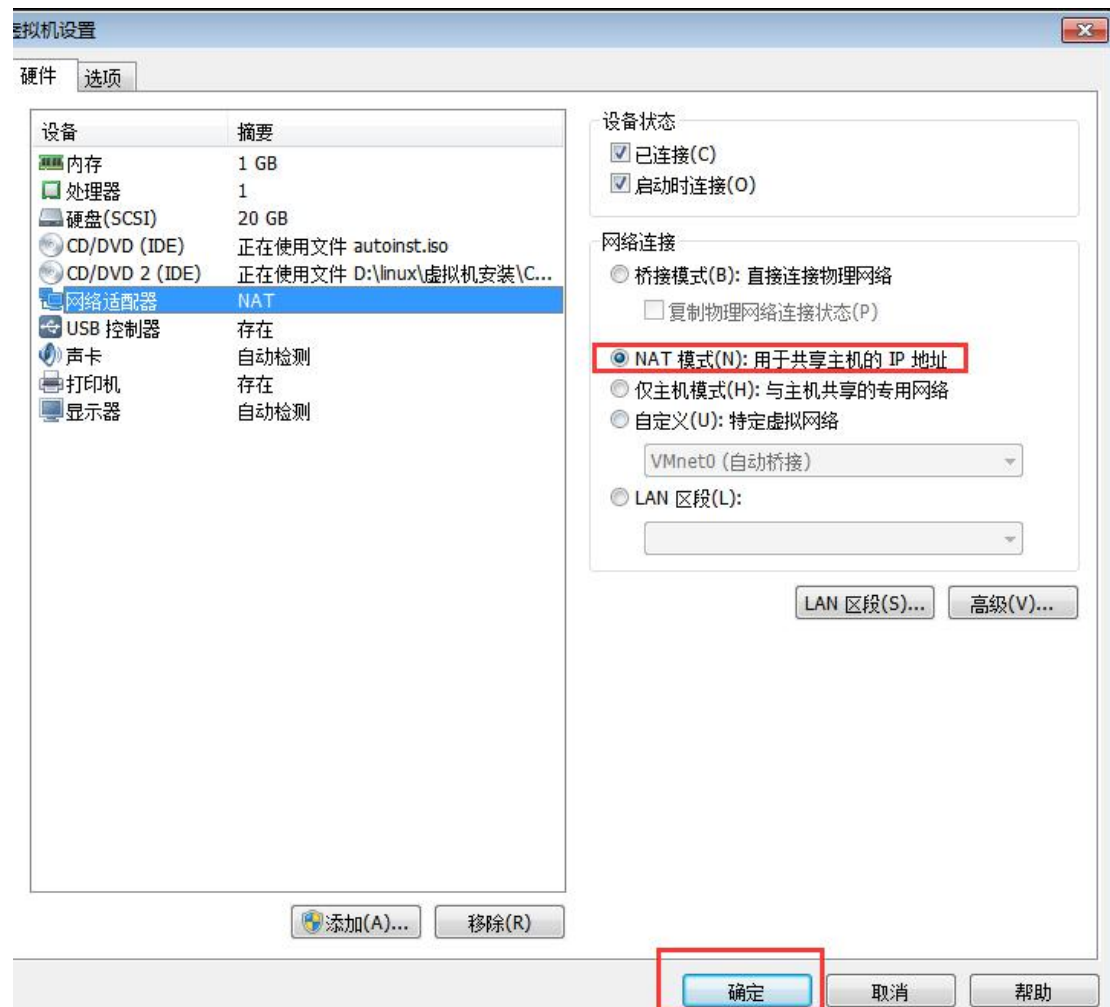 虚拟机设置
硬件 选项
设备 摘要
内存 1 GB
处理器 1
硬盘(SCSI) 20 GB
CD/DVD (IDE) 正在使用文件 autoinst.iso
CD/DVD 2 (IDE) 正在使用文件 D:\linux\虚拟机安装\C...
网络适配器 NAT
USB 控制器 存在
声卡 自动检测
打印机 存在
显示器 自动检测
添加(A)... 移除(R)
设备状态
已连接(C)
启动时连接(O)
网络连接
桥接模式(B): 直接连接物理网络
复制物理网络连接状态(P)
NAT 模式(N): 用于共享主机的 IP 地址
仅主机模式(H): 与主机共享的专用网络
自定义(U): 特定虚拟网络
VMnet0 (自动桥接)
LAN 区段(L):
LAN 区段(S)... 高级(V)...
确定 取消 帮助